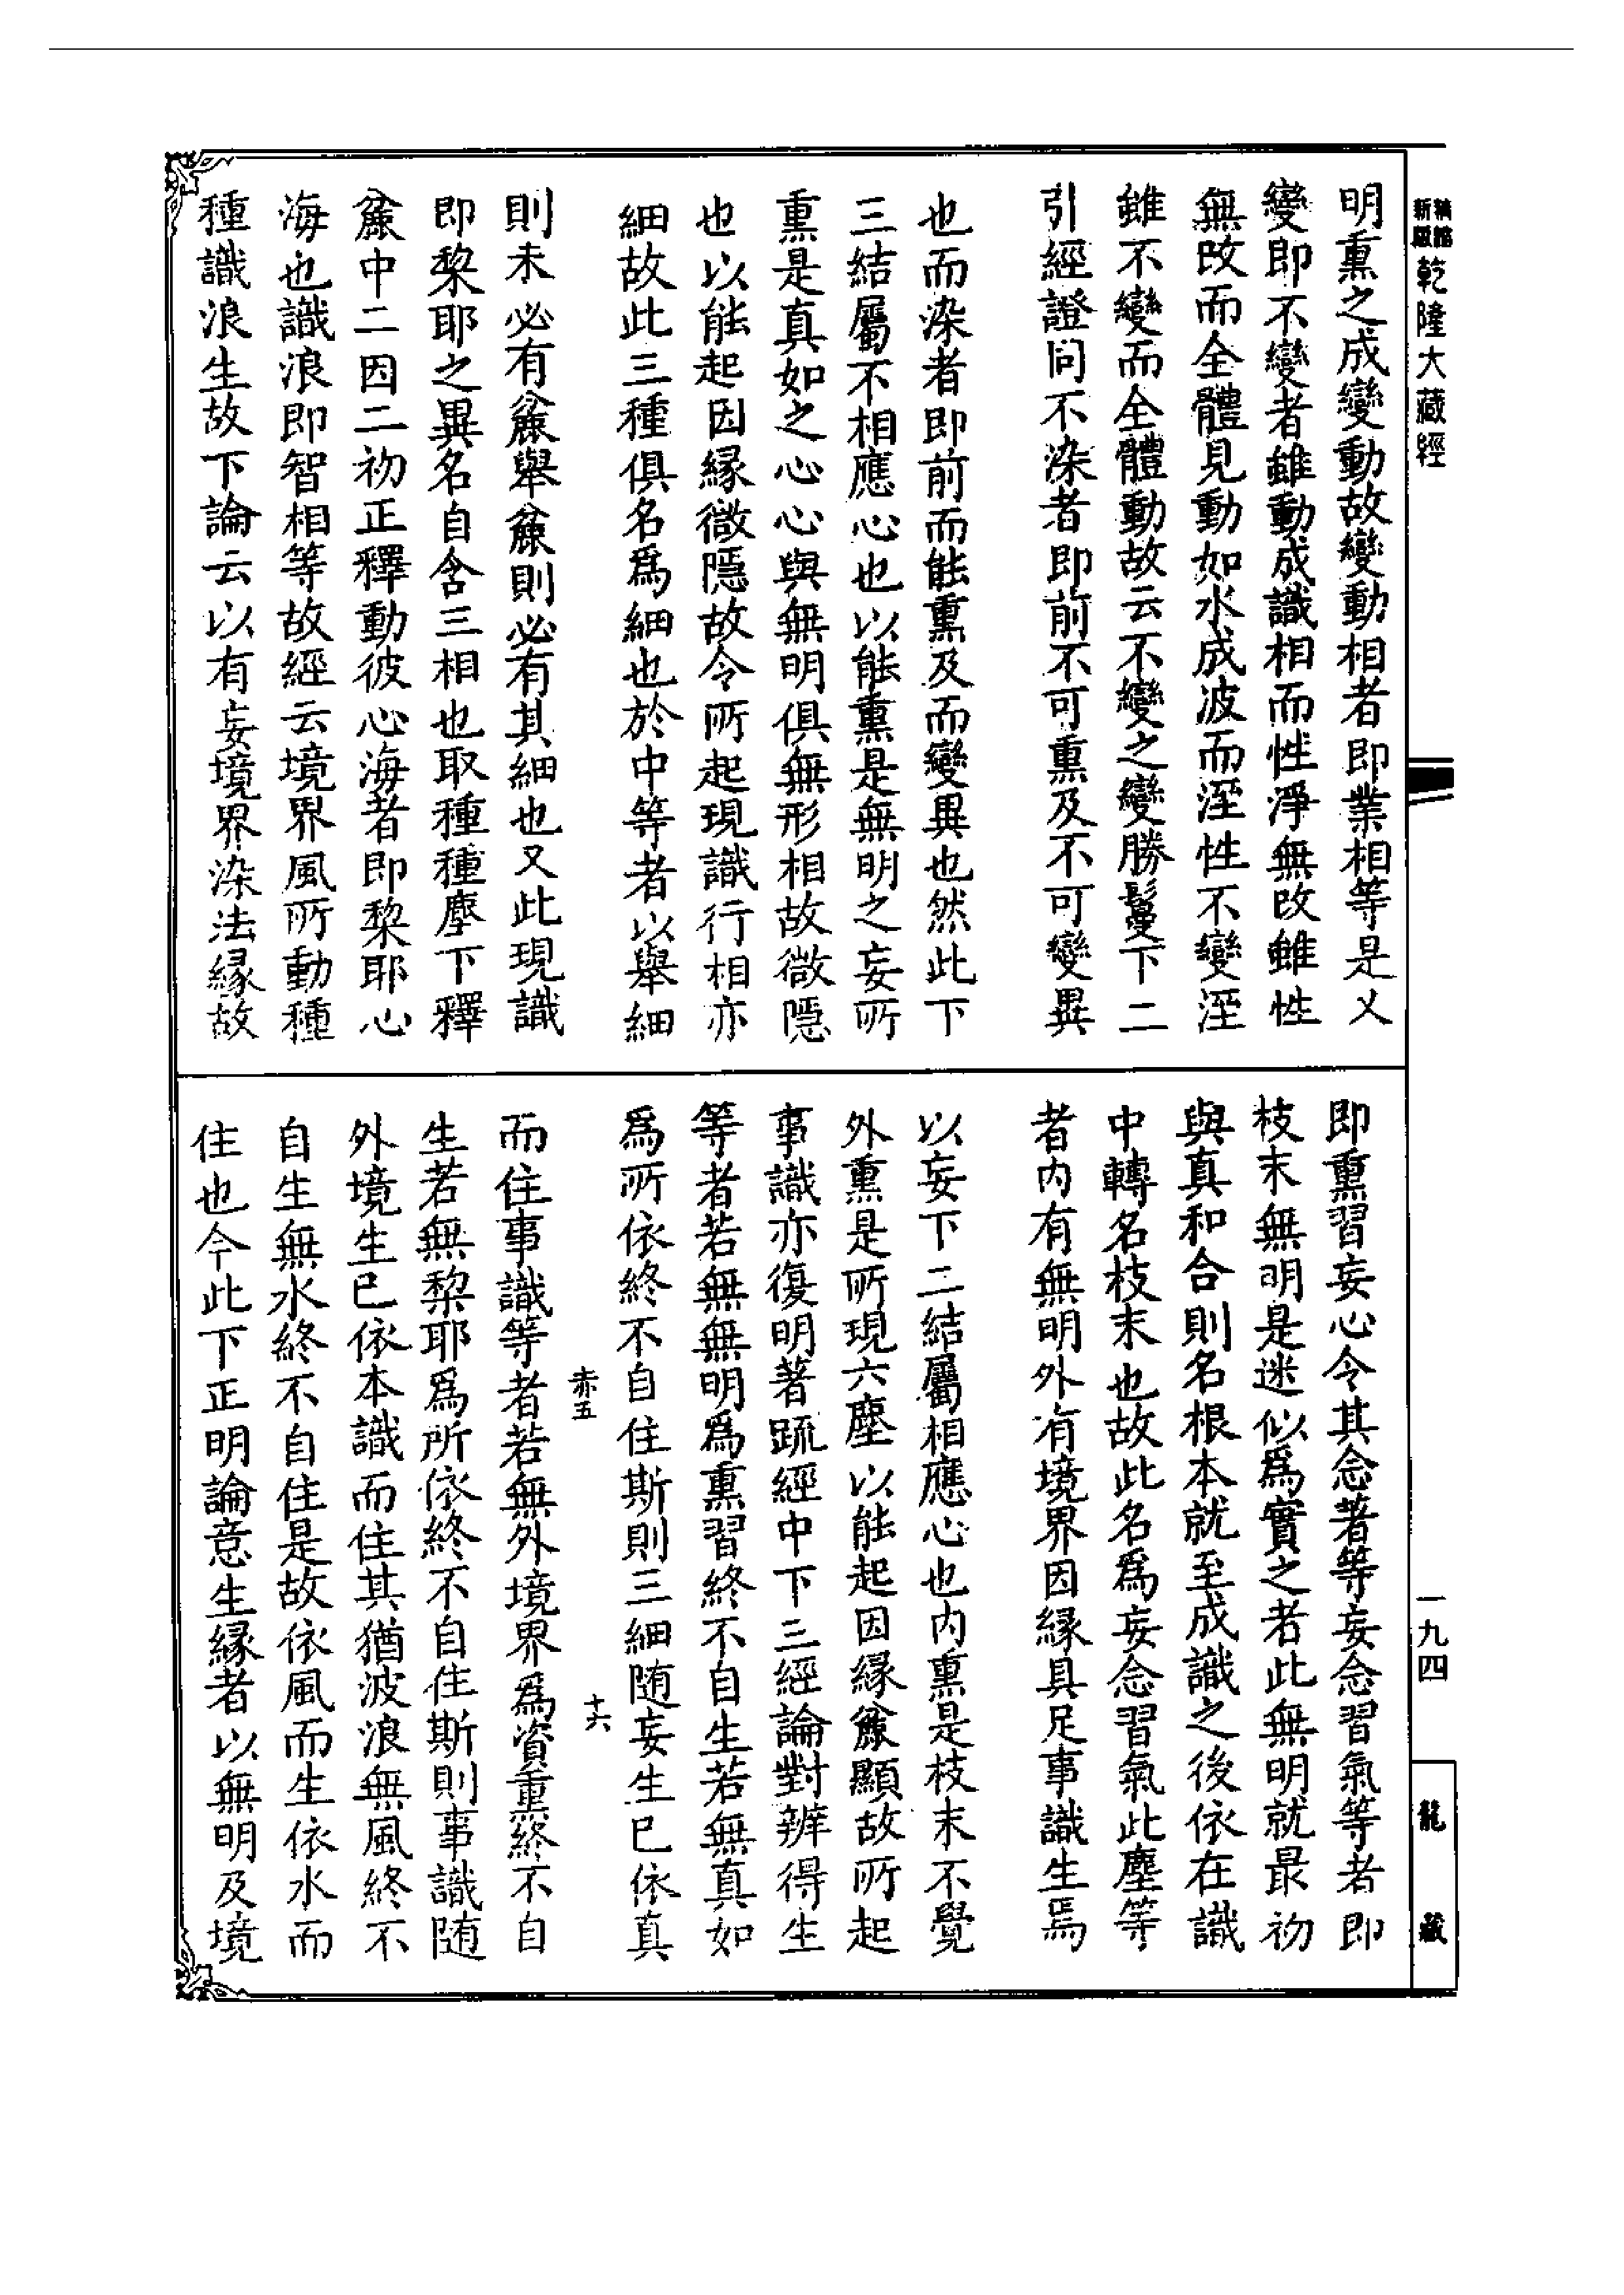 乾隆大藏經
一九四
龍藏
明熏之成變動故變動相者即業相等是乂
變即不變者雖動成識相而性淨無改雖性
無改而全體見動如水成波而溼性不變溼
雖不變而全體動故云不變之變勝鬘下二
引經證同不染者即前不可熏及不可變異
也而染者即前而能熏及而變異也然此下
三結屬不相應心也以能熏是無明之妄所
熏是真如之心心與無明俱無形相故微隱
也以能起因緣微隱故令所起現識行相亦
細故此三種俱名爲細也於中等者以舉細
則未必有麤舉麤則必有其細也又此現識
即黎耶之異名自含三相也取種種塵下釋
麤中二因二初正釋動彼心海者即黎耶心
海也識浪即智相等故經云境界風所動種
種識浪生故下論云以有妄境界染法緣故
即熏習妄心令其念著等妄念習氣等者即
枝末無明是迷似爲實之者此無明就最初
與真和合則名根本就至成識之後依在識
中轉名枝末也故此名爲妄念習氣此塵等
者內有無明外有境界因緣具足事識生焉
以妄下二結屬相應心也內熏是枝末不覺
外熏是所現六塵以能起因緣麤顯故所起
事識亦復明著疏經中下三經論對辨得生
等者若無無明爲熏習終不自生若無真如
爲所依終不自住斯則三細随妄生已依真
赤五
十六
而住事識等者若無外境界爲資熏終不自
生若無黎耶爲所依終不自住斯則事識随
外境生已依本識而住其猶波浪無風終不
自生無水終不自住是故依風而生依水而
住也今此下正明論意生緣者以無明及境